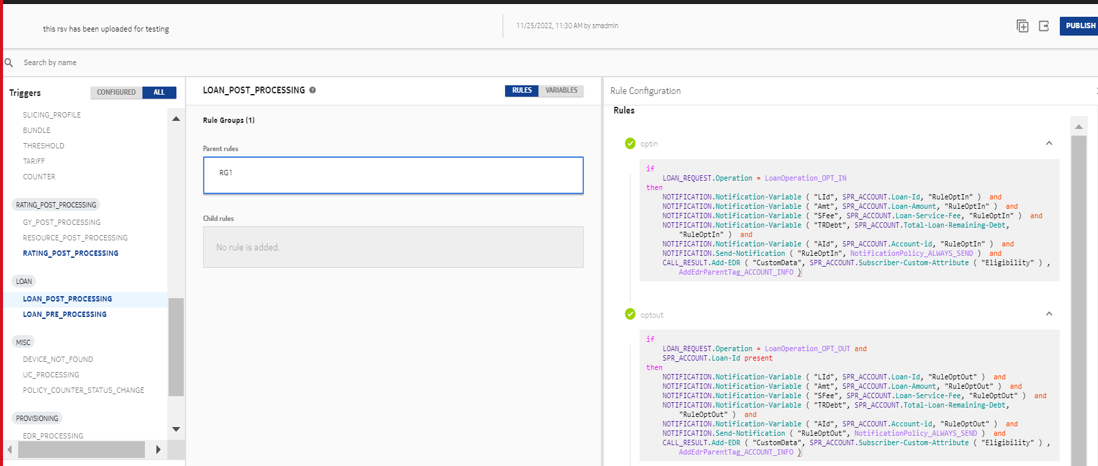 this rsv has been uploaded for testing
11/25/2022, 11:30 AM by smadmin
PUBLISH
Search by name
Triggers
CONFIGURED ALL
SLICING_PROFILE
BUNDLE
THRESHOLD
TARIFF
COUNTER
RATING_POST_PROCESSING
GY_POST_PROCESSING
RESOURCE_POST_PROCESSING
RATING_POST_PROCESSING
LOAN
LOAN_POST_PROCESSING
LOAN_PRE_PROCESSING
MISC
DEVICE_NOT_FOUND
UC_PROCESSING
POLICY_COUNTER_STATUS_CHANGE
PROVISIONING
EDR_PROCESSING
LOAN_POST_PROCESSING ?
RULES VARIABLES
Rule Groups (1)
Parent rules
RG1
Child rules
No rule is added.
Rule Configuration
Rules
optin
if
LOAN_REQUEST.Operation = LoanOperation_OPT_IN
then
NOTIFICATION.Notification-Variable ( "LId", SPR_ACCOUNT.Loan-Id, "RuleOptIn" ) and
NOTIFICATION.Notification-Variable ( "Amt", SPR_ACCOUNT.Loan-Amount, "RuleOptIn" ) and
NOTIFICATION.Notification-Variable ( "SFee", SPR_ACCOUNT.Loan-Service-Fee, "RuleOptIn" ) and
NOTIFICATION.Notification-Variable ( "TRDebt", SPR_ACCOUNT.Total-Loan-Remaining-Debt,
"RuleOptIn" ) and
NOTIFICATION.Notification-Variable ( "AId", SPR_ACCOUNT.Account-id, "RuleOptIn" ) and
NOTIFICATION.Send-Notification ( "RuleOptIn", NotificationPolicy_ALWAYS_SEND ) and
CALL_RESULT.Add-EDR ( "CustomData", SPR_ACCOUNT.Subscriber-Custom-Attribute ( "Eligibility" ) ,
AddEdrParentTag_ACCOUNT_INFO )
optout
if
LOAN_REQUEST.Operation = LoanOperation_OPT_OUT and
SPR_ACCOUNT.Loan-Id present
then
NOTIFICATION.Notification-Variable ( "LId", SPR_ACCOUNT.Loan-Id, "RuleOptOut" ) and
NOTIFICATION.Notification-Variable ( "Amt", SPR_ACCOUNT.Loan-Amount, "RuleOptOut" ) and
NOTIFICATION.Notification-Variable ( "SFee", SPR_ACCOUNT.Loan-Service-Fee, "RuleOptOut" ) and
NOTIFICATION.Notification-Variable ( "TRDebt", SPR_ACCOUNT.Total-Loan-Remaining-Debt,
"RuleOptOut" ) and
NOTIFICATION.Notification-Variable ( "AId", SPR_ACCOUNT.Account-id, "RuleOptOut" ) and
NOTIFICATION.Send-Notification ( "RuleOptOut", NotificationPolicy_ALWAYS_SEND ) and
CALL_RESULT.Add-EDR ( "CustomData", SPR_ACCOUNT.Subscriber-Custom-Attribute ( "Eligibility" ) ,
AddEdrParentTag_ACCOUNT_INFO )